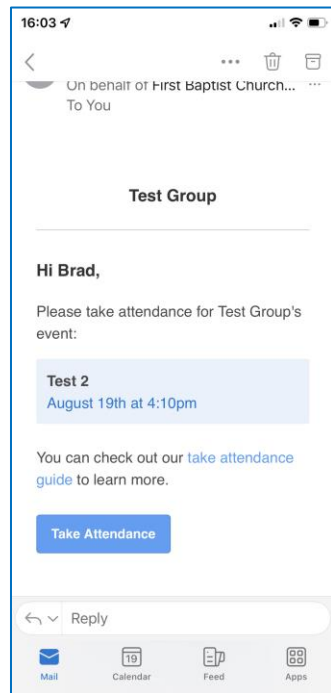 16:03
On behalf of First Baptist Church...
To You
Test Group
Hi Brad,
Please take attendance for Test Group's
event:
Test 2
August 19th at 4:10pm
You can check out our take attendance
guide to learn more.
Take Attendance
Reply
19
Mail Calendar Feed Apps